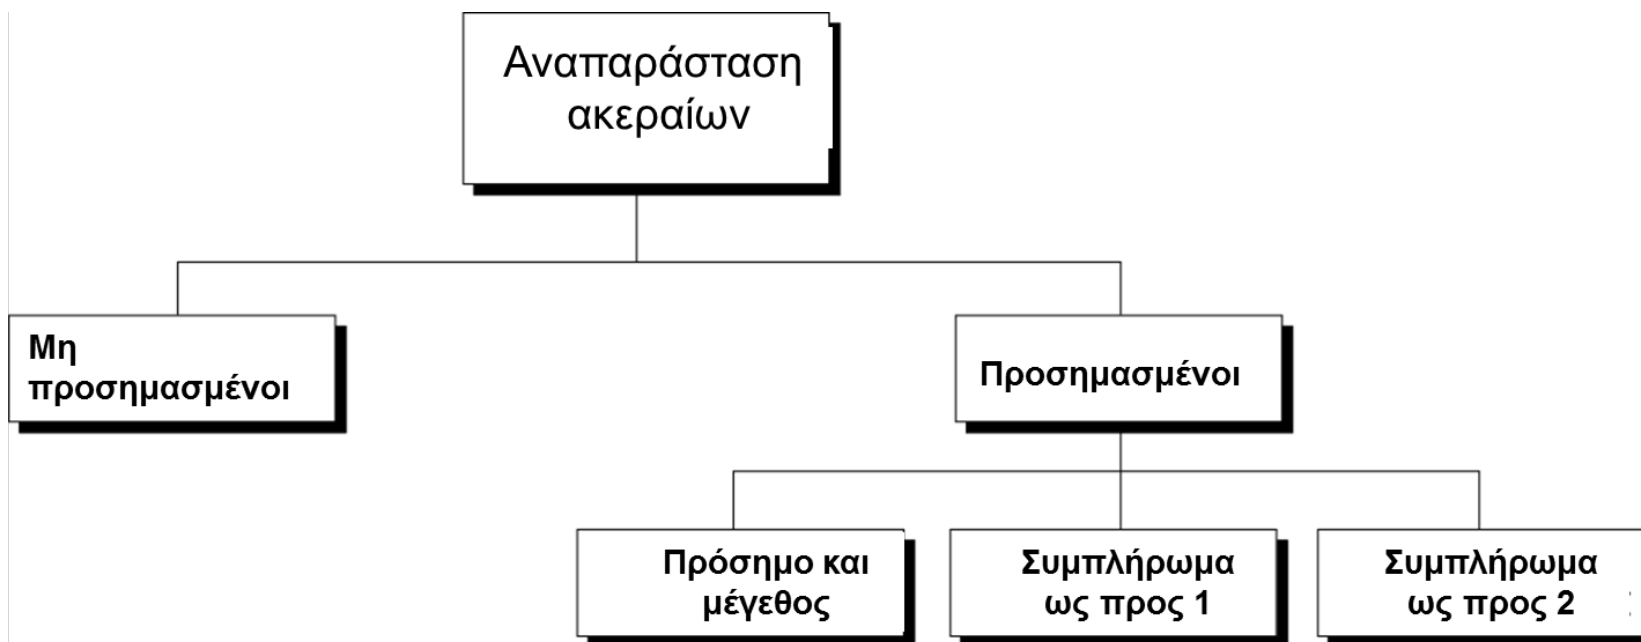 Αναπαράσταση
ακεραίων
Μη
προσημασμένοι
Προσημασμένοι
Πρόσημο και
μέγεθος
Συμπλήρωμα
ως προς 1
Συμπλήρωμα
ως προς 2